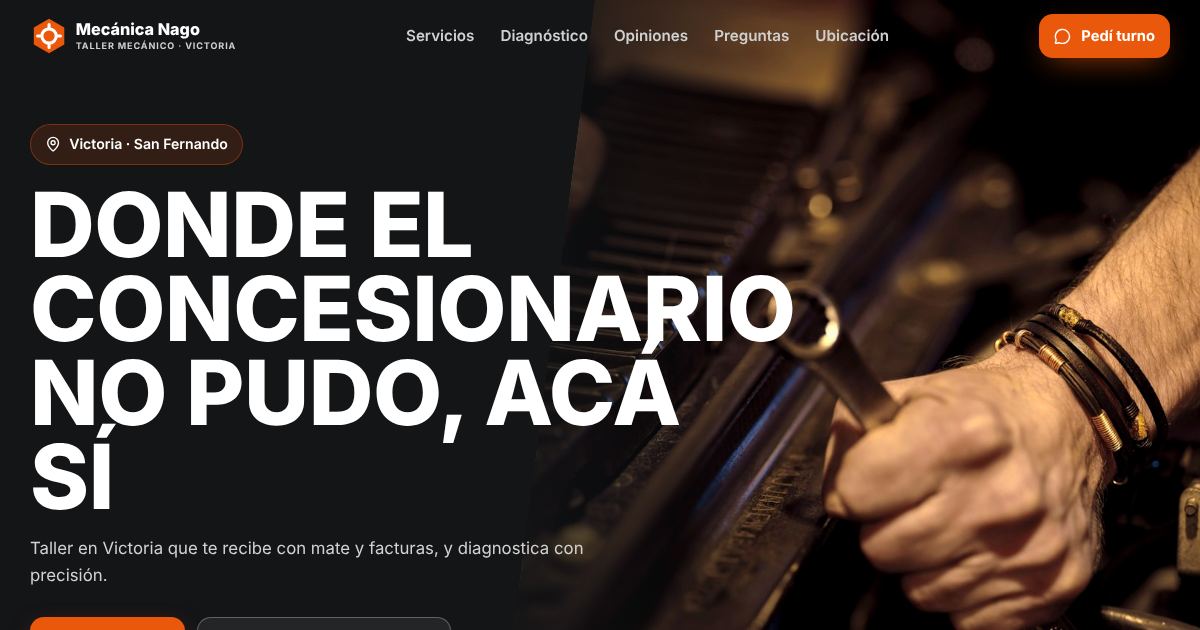 Mecánica Nago
TALLER MECÁNICO · VICTORIA
Servicios
Diagnóstico
Opiniones
Preguntas
Ubicación
Pedí turno
Victoria · San Fernando
DONDE EL
CONCESIONARIO
NO PUDO, ACÁ
SÍ
Taller en Victoria que te recibe con mate y facturas, y diagnostica con
precisión.